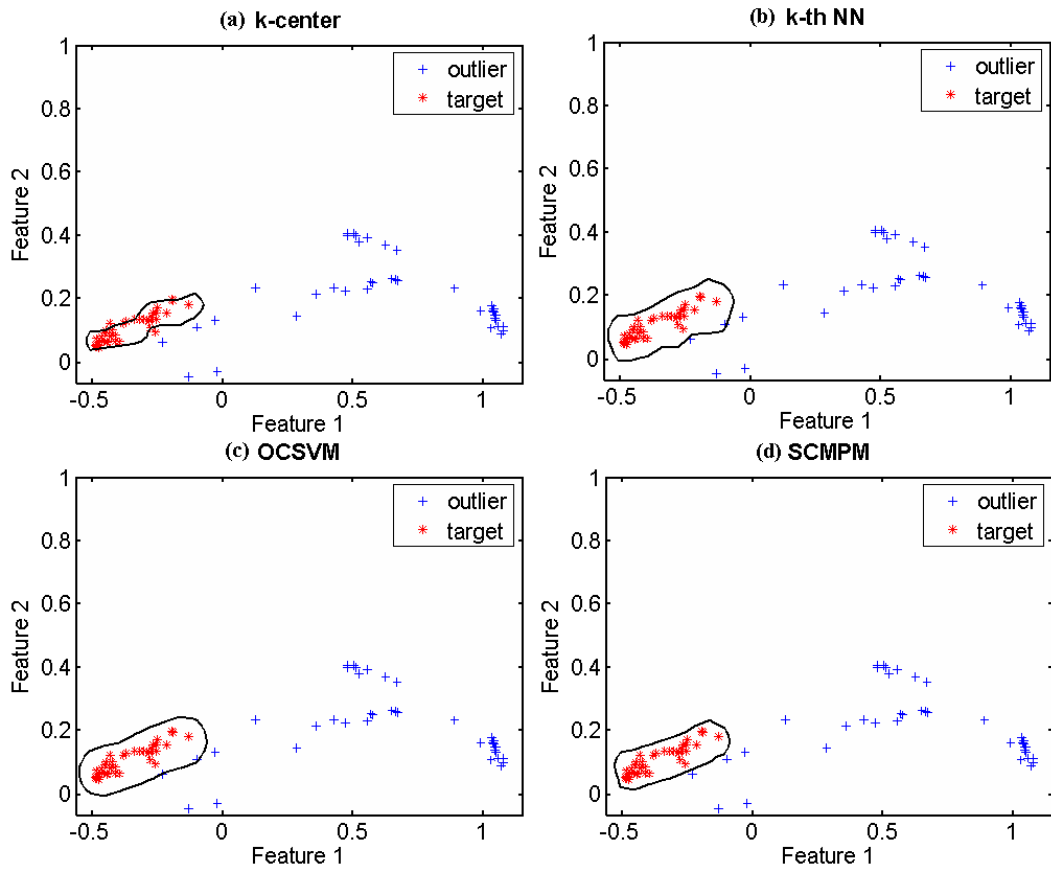 (a) k-center
1
0.8
0.6
0.4
0.2
0
Feature 2
outlier
target
-0.5
0
0.5
1
Feature 1
(b) k-th NN
1
0.8
0.6
0.4
0.2
0
Feature 2
outlier
target
-0.5
0
0.5
1
Feature 1
(c) OCSVM
1
0.8
0.6
0.4
0.2
0
Feature 2
outlier
target
-0.5
0
0.5
1
Feature 1
(d) SCMPM
1
0.8
0.6
0.4
0.2
0
Feature 2
outlier
target
-0.5
0
0.5
1
Feature 1